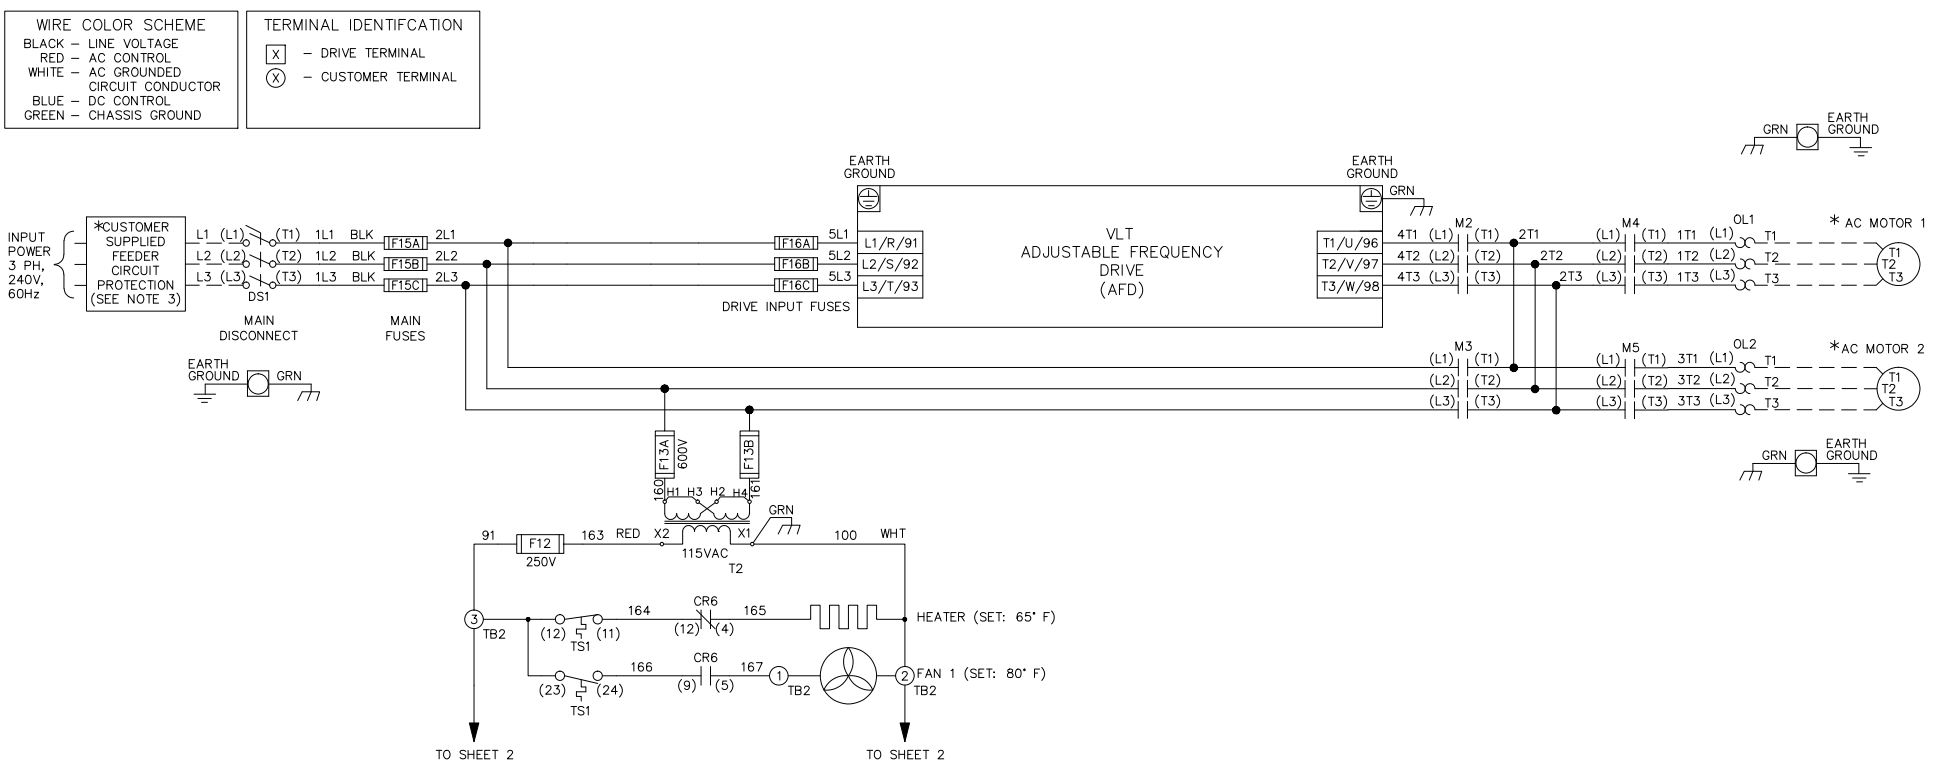 WIRE COLOR SCHEME
BLACK – LINE VOLTAGE
RED – AC CONTROL
WHITE – AC GROUNDED
CIRCUIT CONDUCTOR
BLUE – DC CONTROL
GREEN – CHASSIS GROUND
TERMINAL IDENTIFCATION
X – DRIVE TERMINAL
X – CUSTOMER TERMINAL
GRN
EARTH
GROUND
EARTH
GROUND
EARTH
GROUND
GRN
INPUT
POWER
3 PH,
240V,
60Hz
*CUSTOMER
SUPPLIED
FEEDER
CIRCUIT
PROTECTION
(SEE NOTE 3)
L1 (L1) (T1) 1L1 BLK F15A 2L1
L2 (L2) (T2) 1L2 BLK F15B 2L2
L3 (L3) (T3) 1L3 BLK F15C 2L3
DS1
MAIN
DISCONNECT
MAIN
FUSES
F16A 5L1 L1/R/91
F16B 5L2 L2/S/92
F16C 5L3 L3/T/93
DRIVE INPUT FUSES
VLT
ADJUSTABLE FREQUENCY
DRIVE
(AFD)
M2 M4 OL1 * AC MOTOR 1
T1/U/96 4T1 (L1) (T1) 2T1 (L1) (T1) 1T1 (L1) T1 T1
T2/V/97 4T2 (L2) (T2) 2T2 (L2) (T2) 1T2 (L2) T2 T2
T3/W/98 4T3 (L3) (T3) 2T3 (L3) (T3) 1T3 (L3) T3 T3
M3 M5 OL2 *AC MOTOR 2
(L1) (T1) (L1) (T1) 3T1 (L1) T1 T1
(L2) (T2) (L2) (T2) 3T2 (L2) T2 T2
(L3) (T3) (L3) (T3) 3T3 (L3) T3 T3
EARTH
GROUND GRN
GRN EARTH
GROUND
F13A
600V
F13B
160
H1 H3 H2 H4
161
GRN
91 F12 163 RED X2 X1 100 WHT
250V
115VAC
T2
3
TB2
164 CR6 165
(12) (11) (12) (4)
TS1
HEATER (SET: 65° F)
166 CR6 167 1
(23) (24) (9) (5) TB2
TS1
2 FAN 1 (SET: 80° F)
TB2
TO SHEET 2
TO SHEET 2